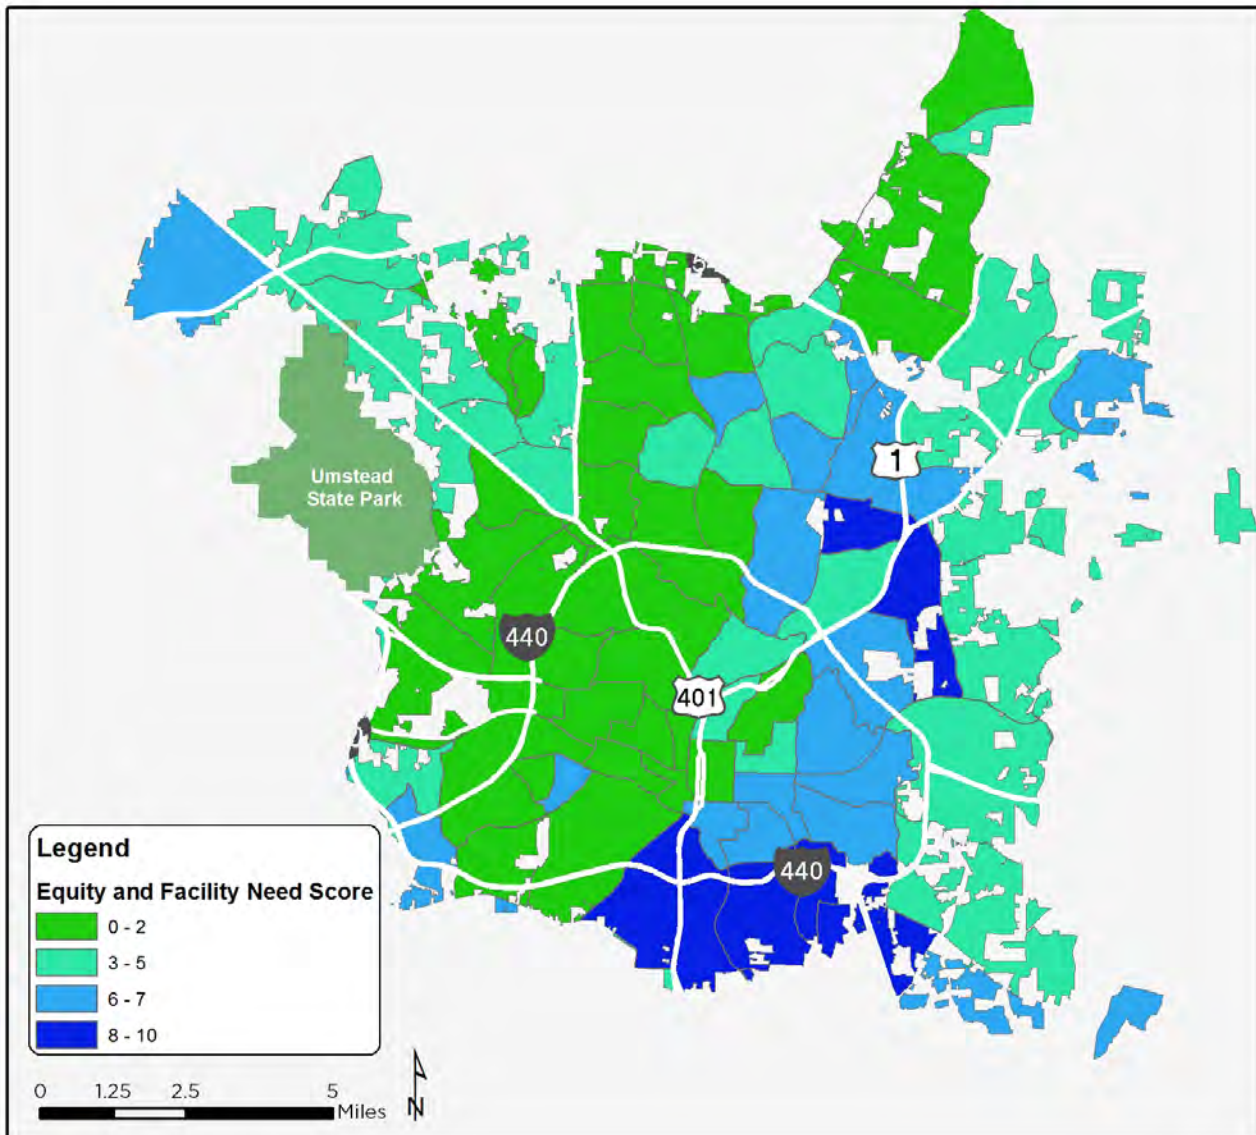 1
Umstead
State Park
440
401
440
Legend
Equity and Facility Need Score
0 - 2
3 - 5
6 - 7
8 - 10
0 1.25 2.5 5
Miles
N